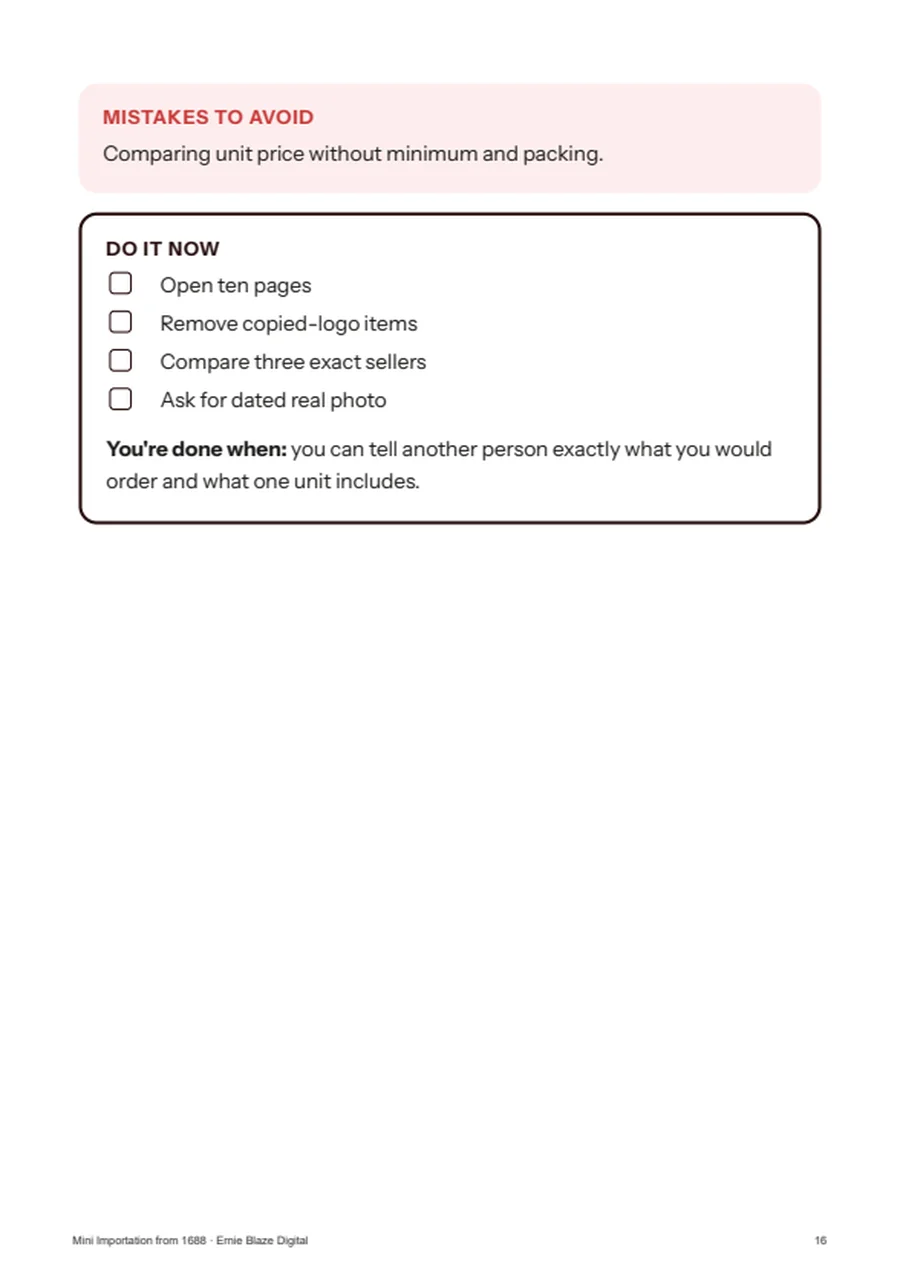 MISTAKES TO AVOID
Comparing unit price without minimum and packing.
DO IT NOW
Open ten pages
Remove copied-logo items
Compare three exact sellers
Ask for dated real photo
You're done when: you can tell another person exactly what you would
order and what one unit includes.
Mini Importation from 1688 · Ernie Blaze Digital
16